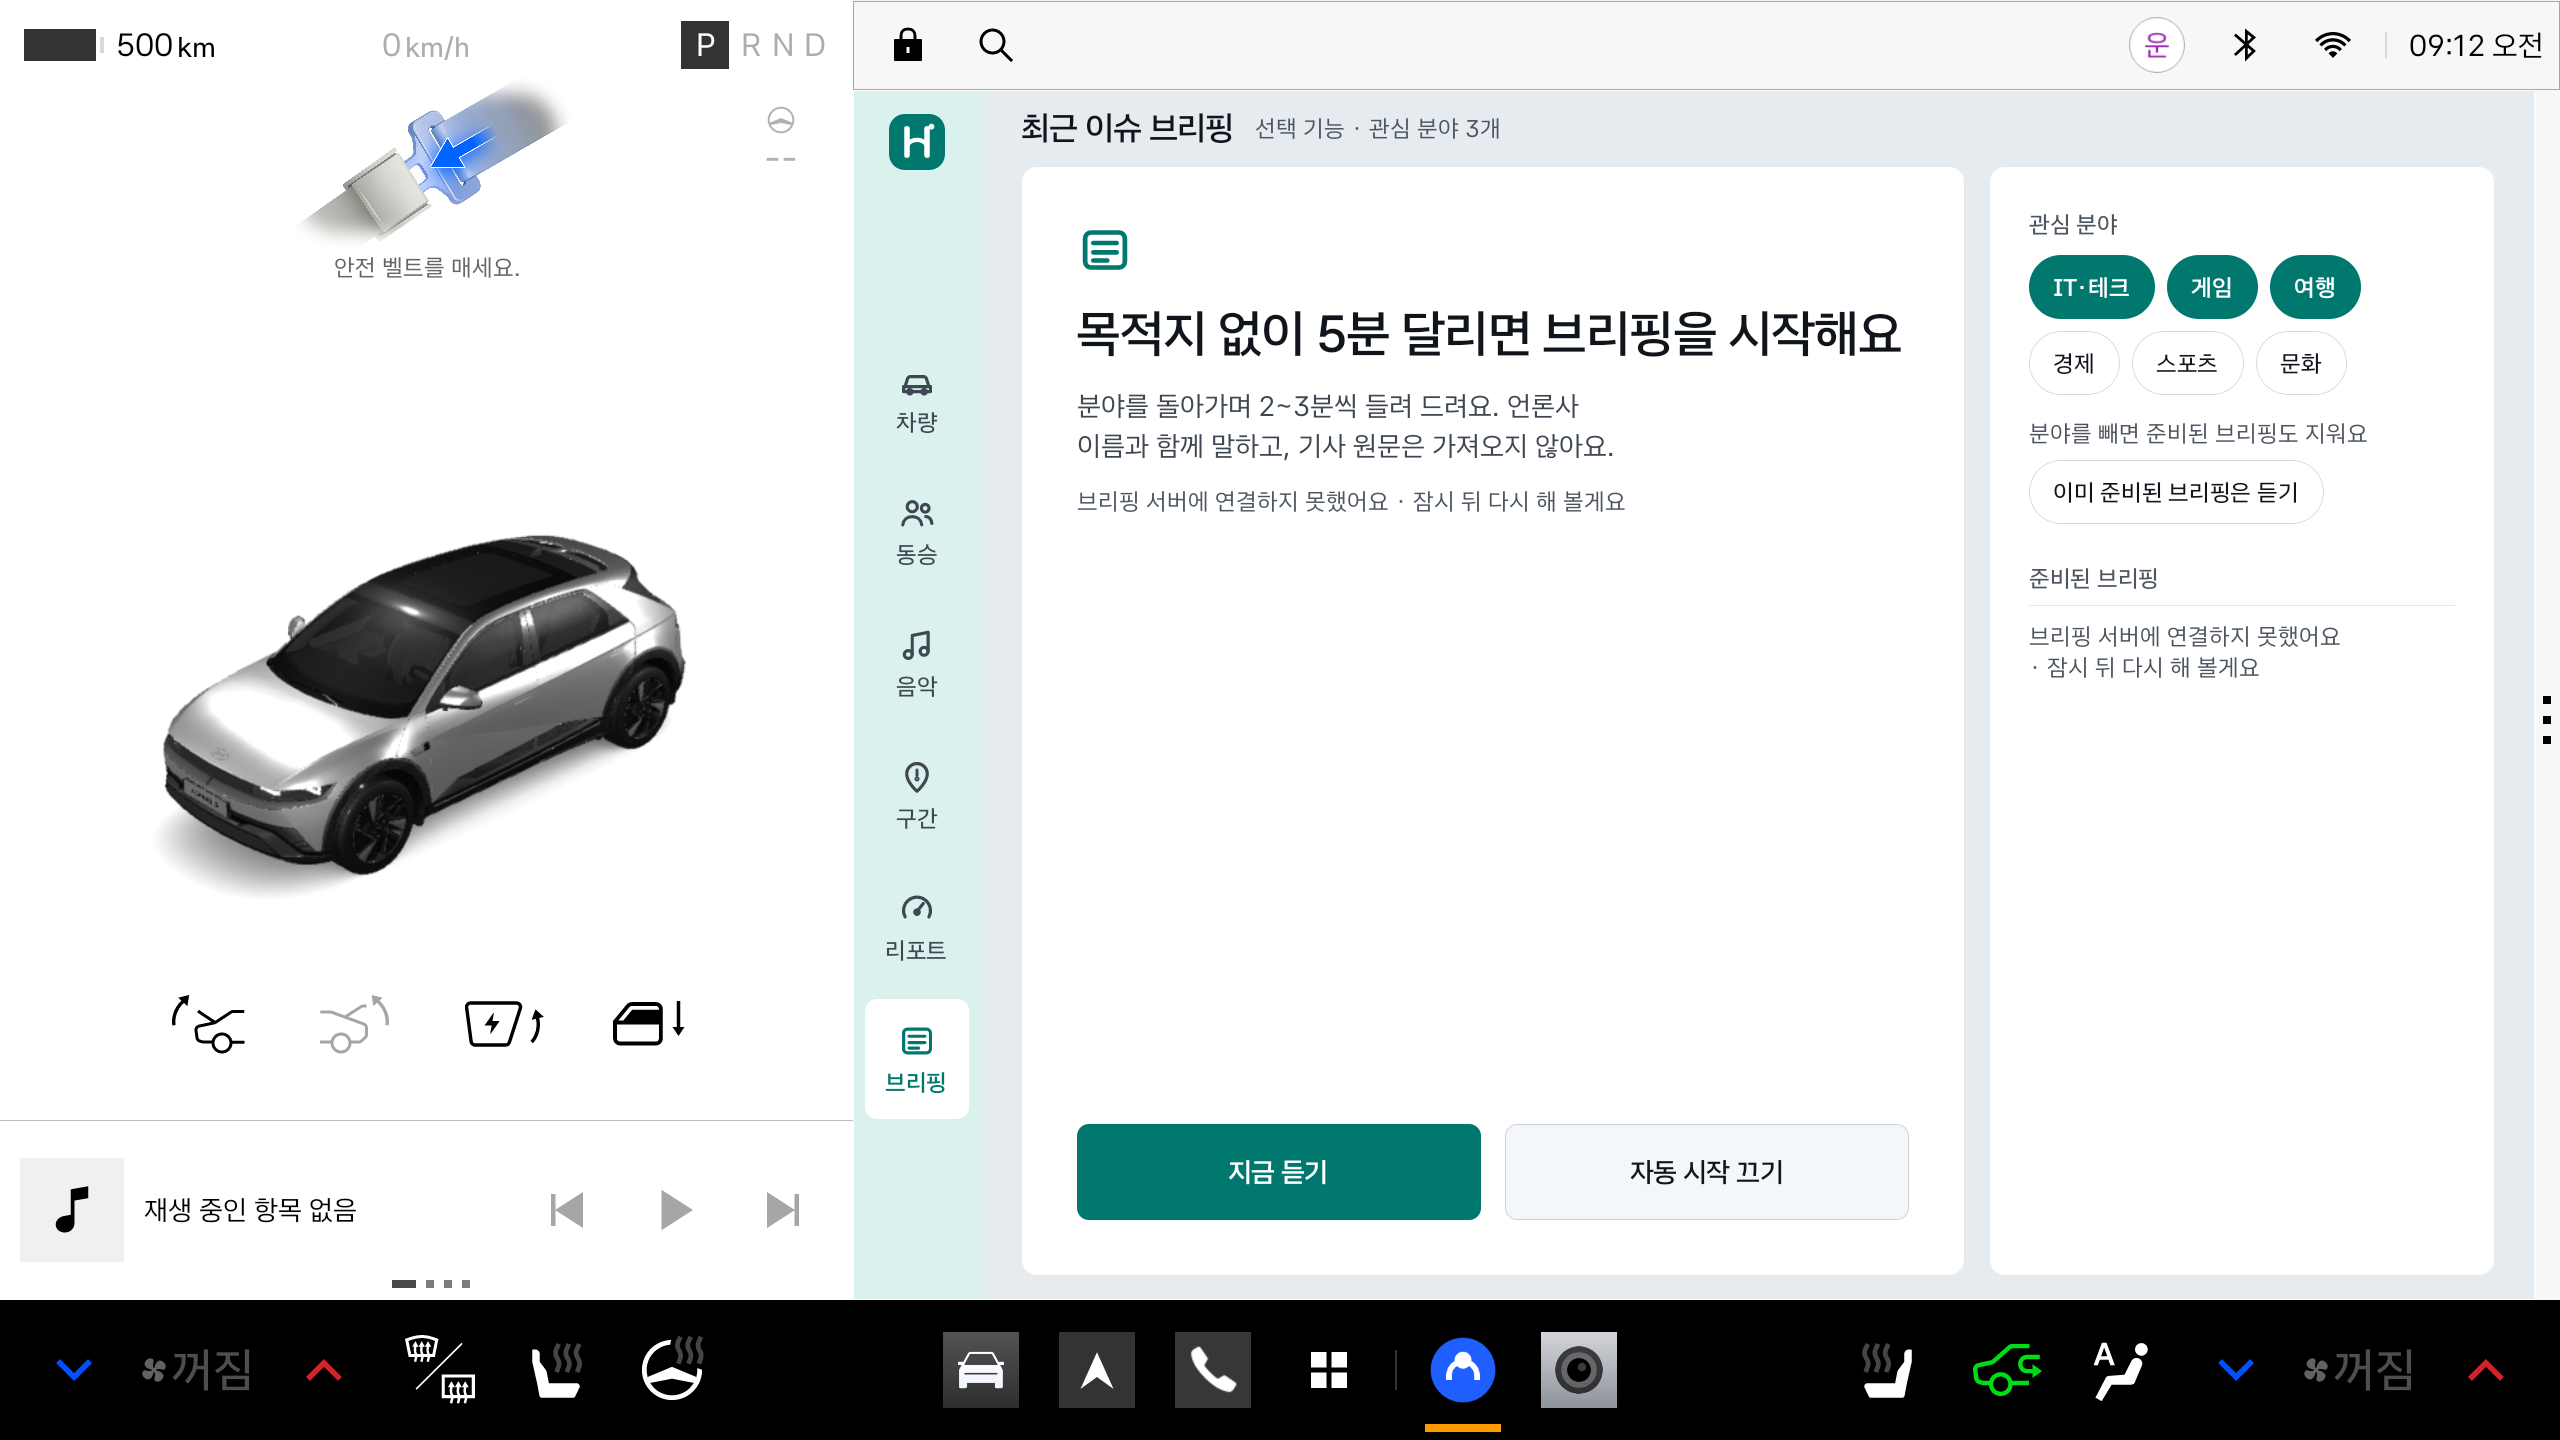 500 km
0 km/h
P R N D
안전 벨트를 매세요.
재생 중인 항목 없음
운
09:12 오전
차량
동승
음악
구간
리포트
브리핑
최근 이슈 브리핑
선택 기능 · 관심 분야 3개
목적지 없이 5분 달리면 브리핑을 시작해요
분야를 돌아가며 2~3분씩 들려 드려요. 언론사
이름과 함께 말하고, 기사 원문은 가져오지 않아요.
브리핑 서버에 연결하지 못했어요 · 잠시 뒤 다시 해 볼게요
지금 듣기
자동 시작 끄기
관심 분야
IT·테크 게임 여행
경제 스포츠 문화
분야를 빼면 준비된 브리핑도 지워요
이미 준비된 브리핑은 듣기
준비된 브리핑
브리핑 서버에 연결하지 못했어요
· 잠시 뒤 다시 해 볼게요
꺼짐
A
꺼짐